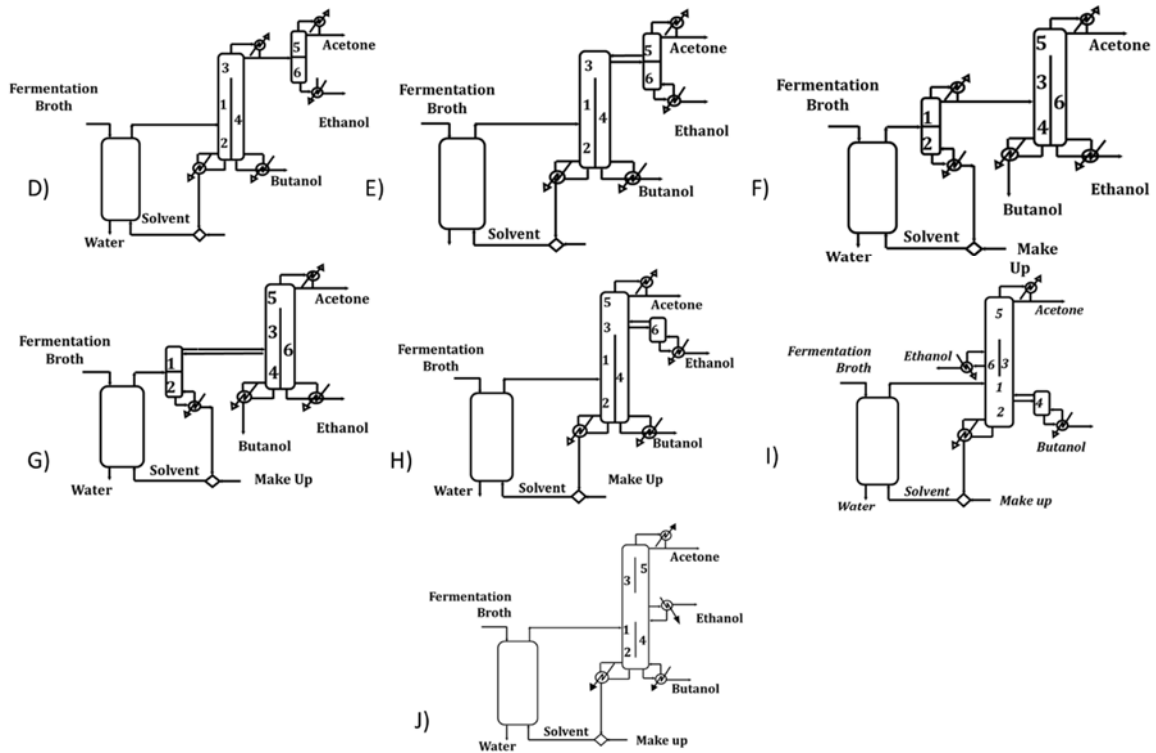 5
Acetone
3
6
Fermentation
Broth
1
4
Ethanol
2
Butanol
D)
Solvent
Water
5
Acetone
3
6
Fermentation
Broth
1
4
Ethanol
2
Butanol
E)
Solvent
5
Acetone
Fermentation
Broth
3
1
6
2
4
Butanol
Ethanol
F)
Solvent
Water
Make
Up
5
Acetone
Fermentation
Broth
3
1
6
2
4
Butanol
Ethanol
G)
Solvent
Water
Make Up
5
Acetone
3
6
Ethanol
Fermentation
Broth
1
4
2
Butanol
H)
Solvent
Water
Make Up
5
Acetone
Fermentation
Broth
Ethanol
6
3
1
4
2
Butanol
I)
Solvent
Water
Make up
Acetone
3
5
Fermentation
Broth
Ethanol
1
4
2
Butanol
J)
Solvent
Water
Make up